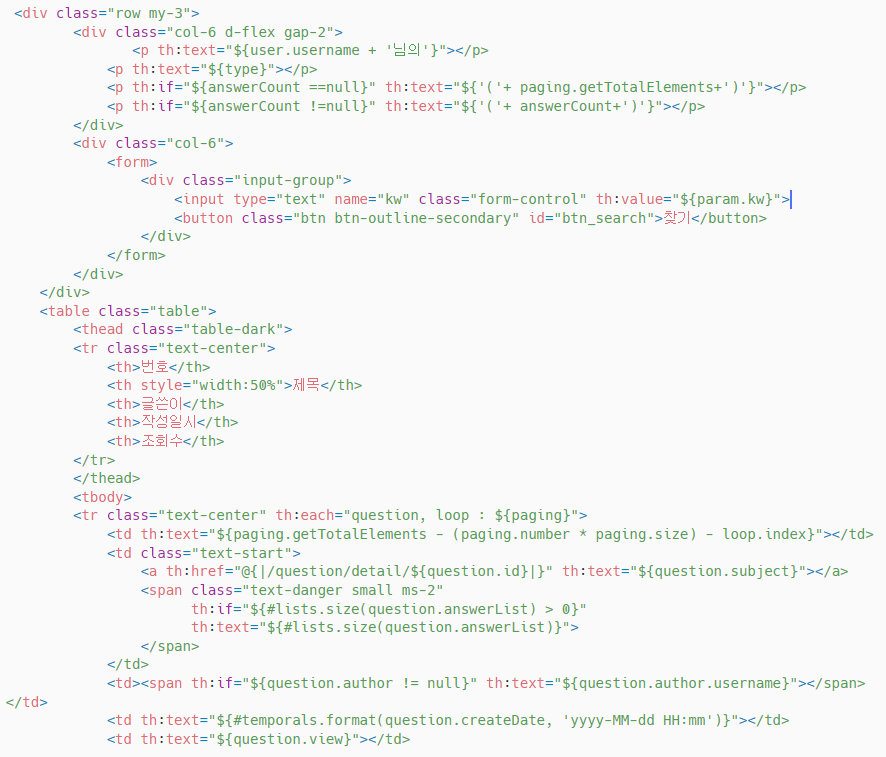 <div class="row my-3">
<div class="col-6 d-flex gap-2">
<p th:text="${user.username + '님의'}"></p>
<p th:text="${type}"></p>
<p th:if="${answerCount ==null}" th:text="${'('+ paging.getTotalElements+')'}"></p>
<p th:if="${answerCount !=null}" th:text="${'('+ answerCount+')'}"></p>
</div>
<div class="col-6">
<form>
<div class="input-group">
<input type="text" name="kw" class="form-control" th:value="${param.kw}">
<button class="btn btn-outline-secondary" id="btn_search">찾기</button>
</div>
</form>
</div>
</div>
<table class="table">
<thead class="table-dark">
<tr class="text-center">
<th>번호</th>
<th style="width:50%">제목</th>
<th>글쓴이</th>
<th>작성일시</th>
<th>조회수</th>
</tr>
</thead>
<tbody>
<tr class="text-center" th:each="question, loop : ${paging}">
<td th:text="${paging.getTotalElements - (paging.number * paging.size) - loop.index}"></td>
<td class="text-start">
<a th:href="@{|/question/detail/${question.id}|}" th:text="${question.subject}"></a>
<span class="text-danger small ms-2"
th:if="${#lists.size(question.answerList) > 0}"
th:text="${#lists.size(question.answerList)}">
</span>
</td>
<td><span th:if="${question.author != null}" th:text="${question.author.username}"></span>
</td>
<td th:text="${#temporals.format(question.createDate, 'yyyy-MM-dd HH:mm')}"></td>
<td th:text="${question.view}"></td>